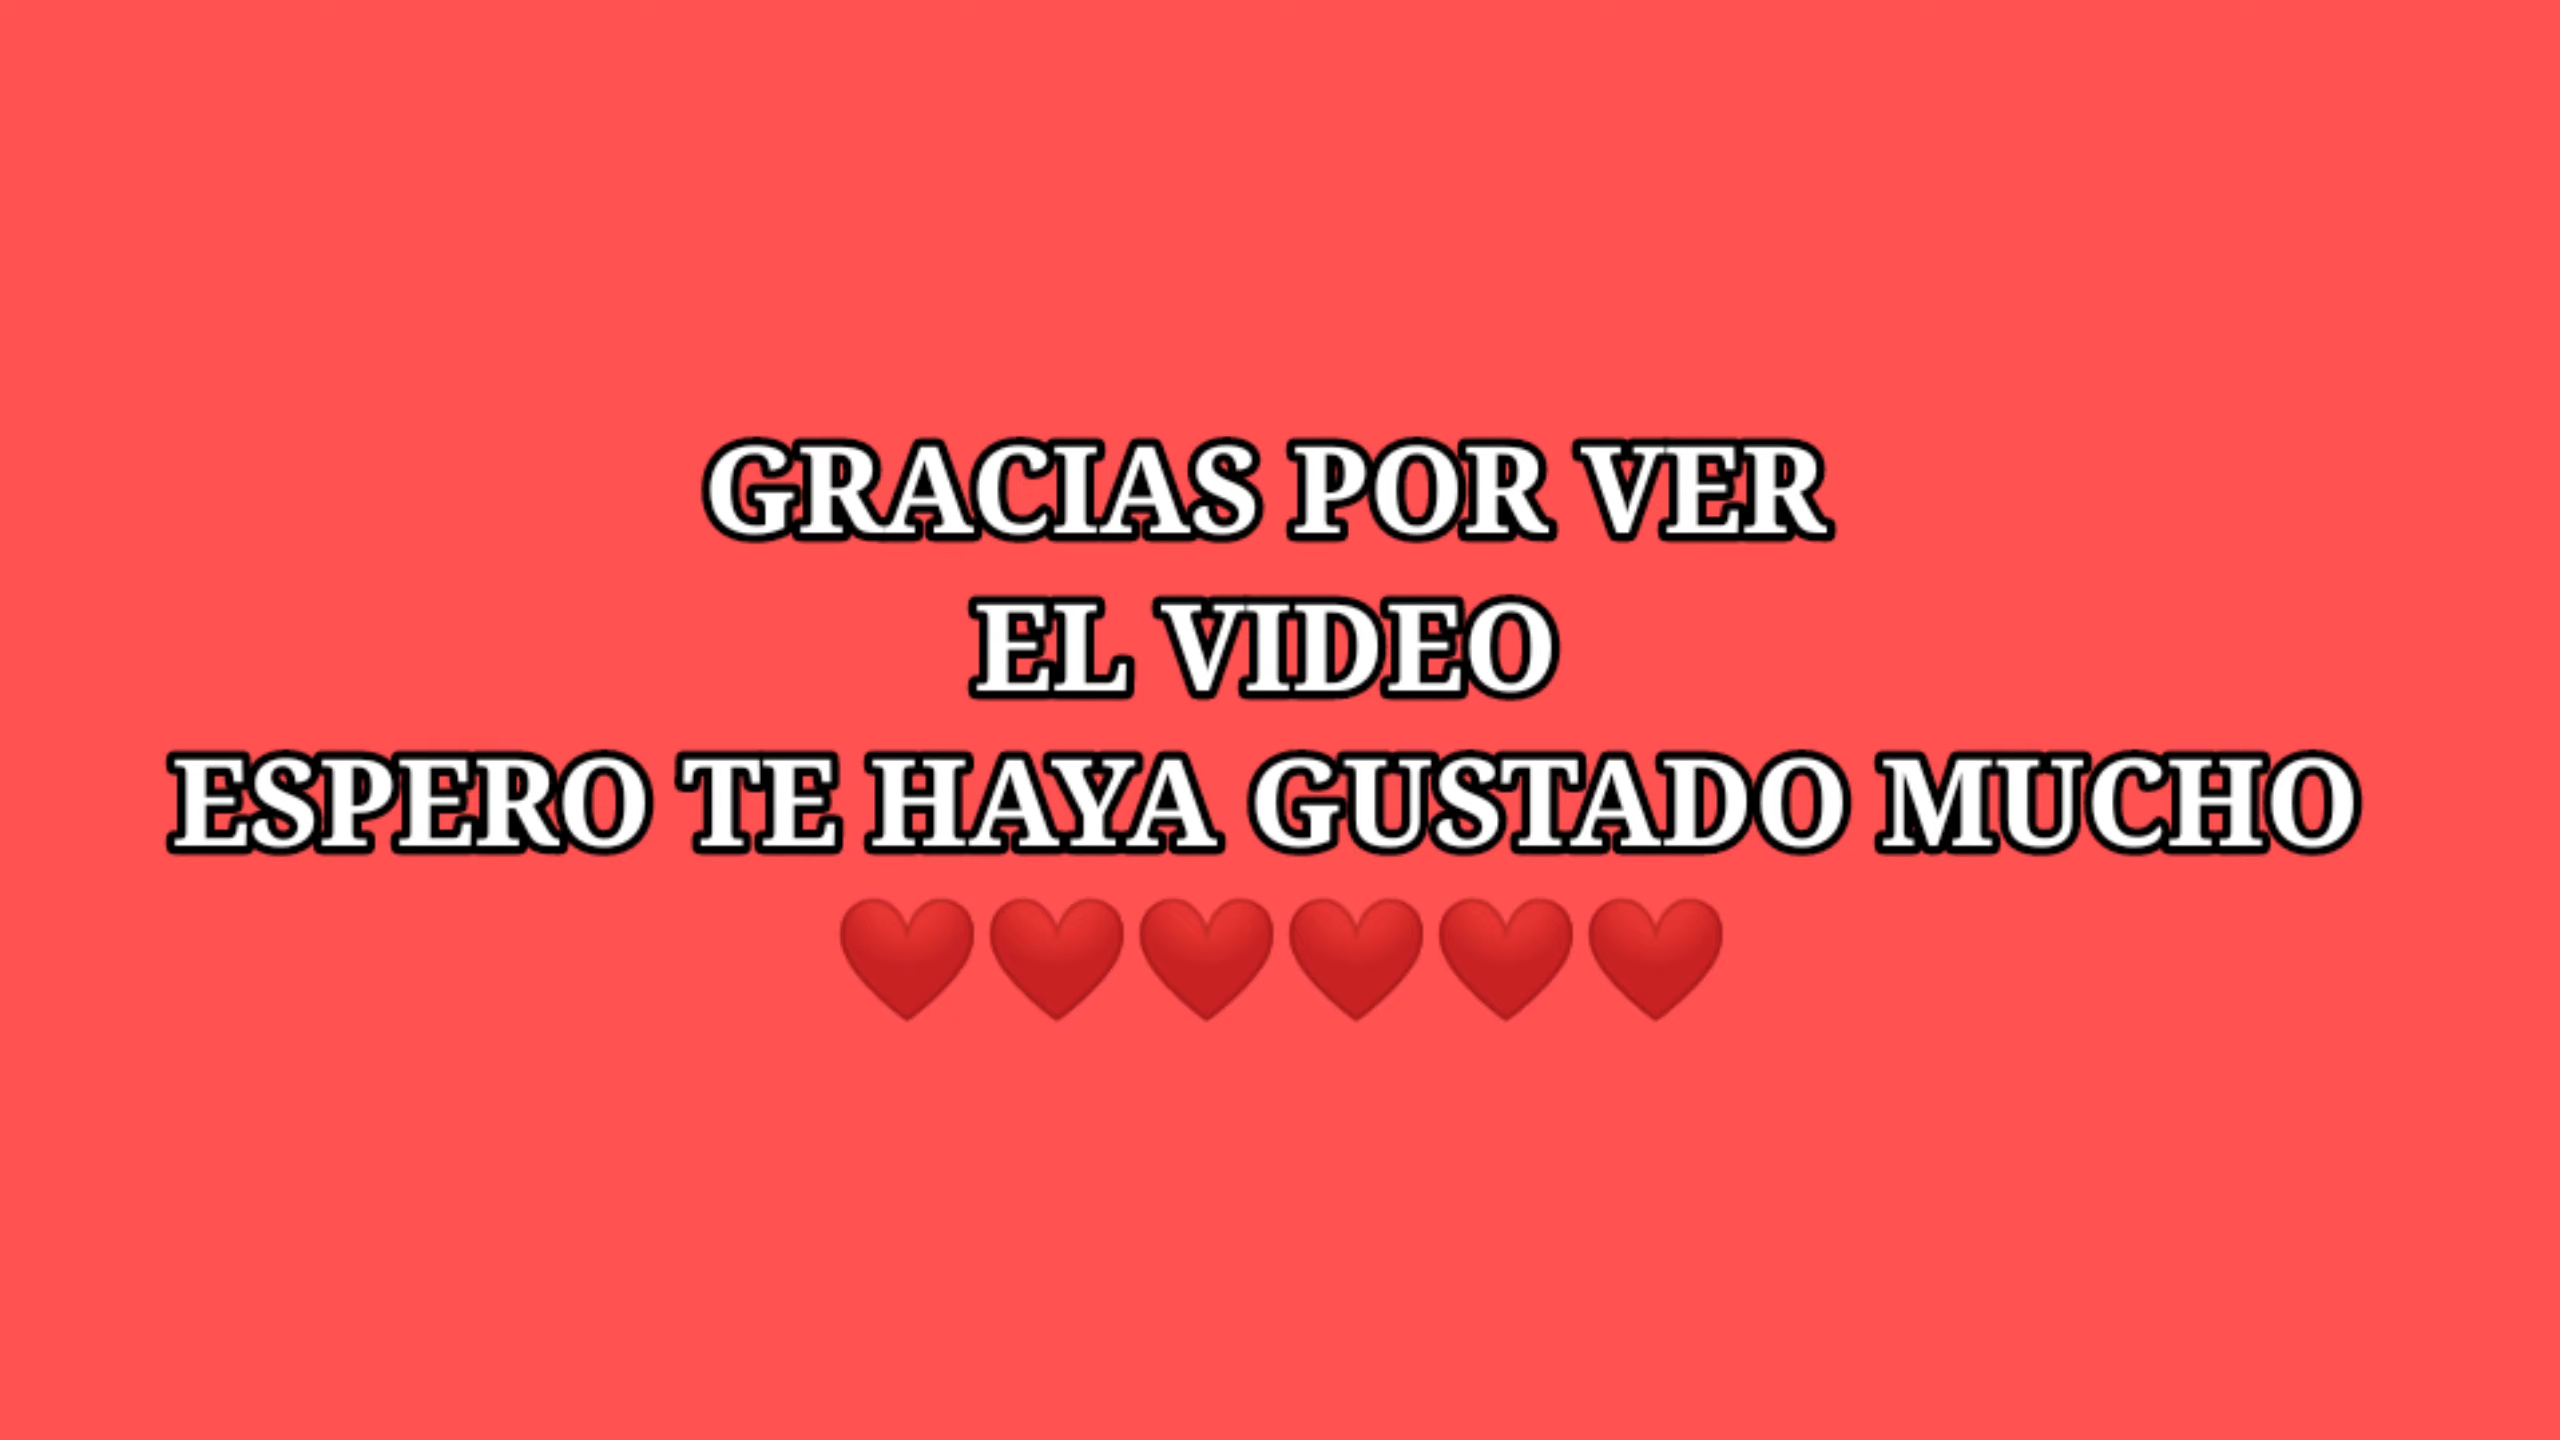 GRACIAS POR VER
EL VIDEO
ESPERO TE HAYA GUSTADO MUCHO
❤️❤️❤️❤️❤️❤️